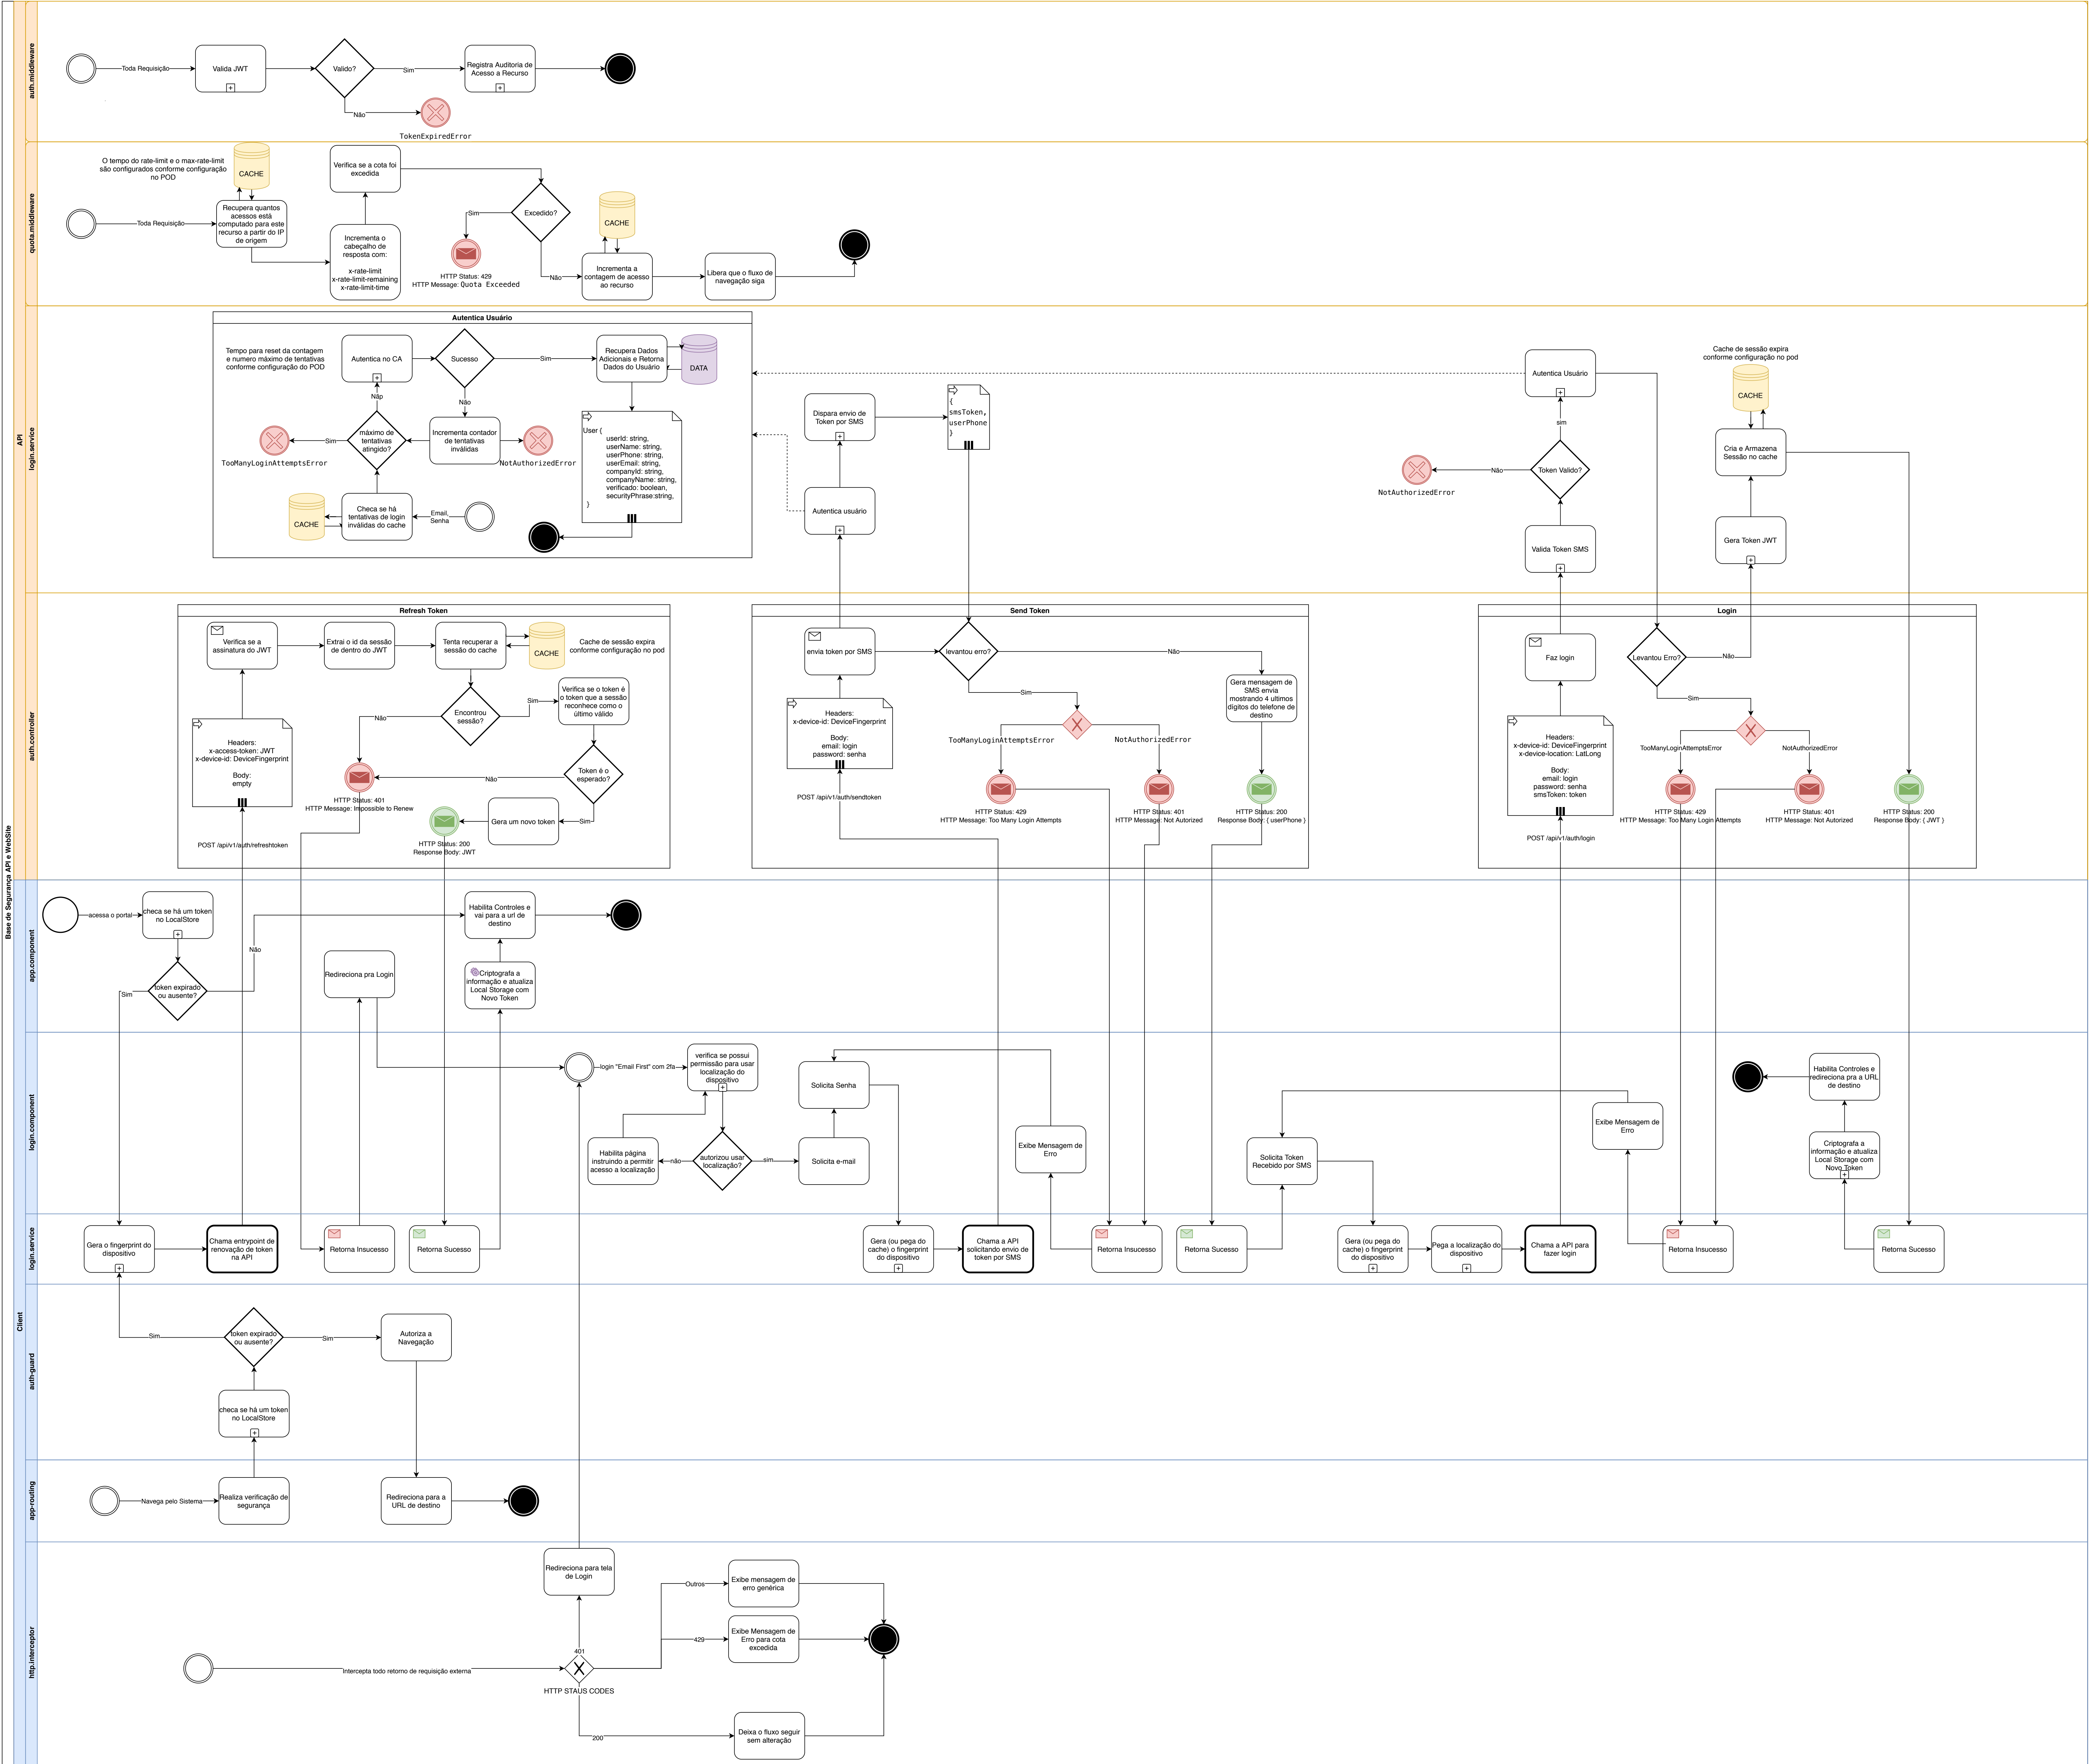 Base de Segurança API e WebSite
API
auth.middleware
Toda Requisição
Valida JWT
Valido?
Sim
Registra Auditoria de
Acesso a Recurso
Não
TokenExpiredError
quota.middleware
O tempo do rate-limit e o max-rate-limit
são configurados conforme configuração
no POD
CACHE
Toda Requisição
Recupera quantos
acessos está
computado para este
recurso a partir do IP
de origem
Verifica se a cota foi
excedida
Incrementa o
cabeçalho de
resposta com:
x-rate-limit
x-rate-limit-remaining
x-rate-limit-time
Excedido?
Sim
HTTP Status: 429
HTTP Message: Quota Exceeded
Não
CACHE
Incrementa a
contagem de acesso
ao recurso
Libera que o fluxo de
navegação siga
login.service
Autentica Usuário
Tempo para reset da contagem
e numero máximo de tentativas
conforme configuração do POD
Autentica no CA
Sucesso
Sim
Recupera Dados
Adicionais e Retorna
Dados do Usuário
DATA
Nãp
Não
máximo de
tentativas
atingido?
Sim
TooManyLoginAttemptsError
Incrementa contador
de tentativas
inválidas
NotAuthorizedError
User {
userId: string,
userName: string,
userPhone: string,
userEmail: string,
companyId: string,
companyName: string,
verificado: boolean,
securityPhrase:string,
}
CACHE
Checa se há
tentativas de login
inválidas do cache
Email,
Senha
Dispara envio de
Token por SMS
{
smsToken,
userPhone
}
Autentica usuário
Autentica Usuário
sim
Token Valido?
Não
NotAuthorizedError
Valida Token SMS
Cache de sessão expira
conforme configuração no pod
CACHE
Cria e Armazena
Sessão no cache
Gera Token JWT
auth.controller
Refresh Token
Verifica se a
assinatura do JWT
Extrai o id da sessão
de dentro do JWT
Tenta recuperar a
sessão do cache
CACHE
Cache de sessão expira
conforme configuração no pod
Encontrou
sessão?
Sim
Não
Verifica se o token é
o token que a sessão
reconhece como o
último válido
Headers:
x-access-token: JWT
x-device-id: DeviceFingerprint
Body:
empty
Token é o
esperado?
Não
Sim
HTTP Status: 401
HTTP Message: Impossible to Renew
Gera um novo token
HTTP Status: 200
Response Body: JWT
POST /api/v1/auth/refreshtoken
Send Token
envia token por SMS
levantou erro?
Não
Sim
Gera mensagem de
SMS envia
mostrando 4 ultimos
dígitos do telefone de
destino
Headers:
x-device-id: DeviceFingerprint
Body:
email: login
password: senha
TooManyLoginAttemptsError
NotAuthorizedError
POST /api/v1/auth/sendtoken
HTTP Status: 429
HTTP Message: Too Many Login Attempts
HTTP Status: 401
HTTP Message: Not Autorized
HTTP Status: 200
Response Body: { userPhone }
Login
Faz login
Levantou Erro?
Não
Sim
Headers:
x-device-id: DeviceFingerprint
x-device-location: LatLong
Body:
email: login
password: senha
smsToken: token
TooManyLoginAttemptsError
NotAuthorizedError
HTTP Status: 429
HTTP Message: Too Many Login Attempts
HTTP Status: 401
HTTP Message: Not Autorized
HTTP Status: 200
Response Body: { JWT }
POST /api/v1/auth/login
Client
app.component
acessa o portal
checa se há um token
no LocalStore
token expirado
ou ausente?
Sim
Não
Redireciona pra Login
Habilita Controles e
vai para a url de
destino
Criptografa a
informação e atualiza
Local Storage com
Novo Token
login.component
login "Email First" com 2fa
verifica se possui
permissão para usar
localização do
dispositivo
Habilita página
instruindo a permitir
acesso a localização
não
autorizou usar
localização?
sim
Solicita e-mail
Solicita Senha
Exibe Mensagem de
Erro
Solicita Token
Recebido por SMS
Exibe Mensagem de
Erro
Habilita Controles e
redireciona pra a URL
de destino
Criptografa a
informação e atualiza
Local Storage com
Novo Token
login.service
Gera o fingerprint do
dispositivo
Chama entrypoint de
renovação de token
na API
Retorna Insucesso
Retorna Sucesso
Gera (ou pega do
cache) o fingerprint
do dispositivo
Chama a API
solicitando envio de
token por SMS
Retorna Insucesso
Retorna Sucesso
Gera (ou pega do
cache) o fingerprint
do dispositivo
Pega a localização do
dispositivo
Chama a API para
fazer login
Retorna Insucesso
Retorna Sucesso
auth-guard
Sim
token expirado
ou ausente?
Sim
Autoriza a
Navegação
checa se há um token
no LocalStore
app-routing
Navega pelo Sistema
Realiza verificação de
segurança
Redireciona para a
URL de destino
http.interceptor
Redireciona para tela
de Login
Outros
Exibe mensagem de
erro genérica
429
Exibe Mensagem de
Erro para cota
excedida
401
Intercepta todo retorno de requisição externa
HTTP STAUS CODES
200
Deixa o fluxo seguir
sem alteração